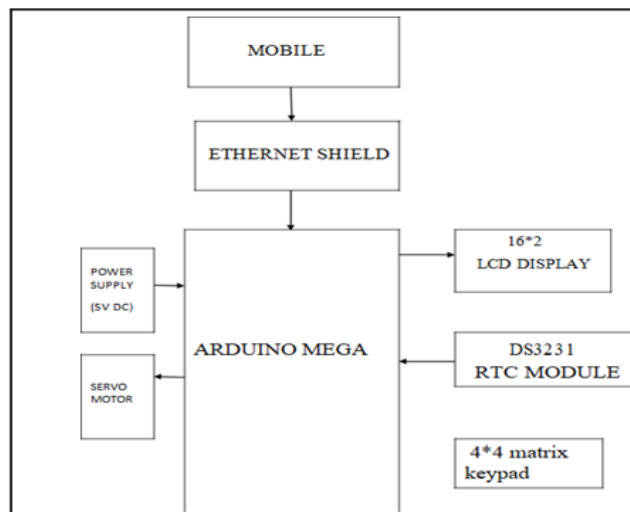 MOBILE
ETHERNET SHIELD
POWER
SUPPLY
(5V DC)
SERVO
MOTOR
ARDUINO MEGA
16*2
LCD DISPLAY
DS3231
RTC MODULE
4*4 matrix
keypad